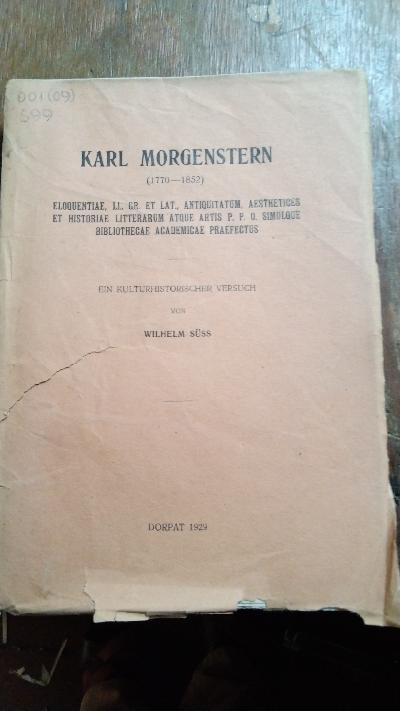 001(09)
S99
KARL MORGENSTERN
(1770—1852)
ELOQUENTIAE, LL. GR. ET LAT., ANTIQUITATUM, AESTHETICES
ET HISTORIAE LITTERARUM ATQUE ARTIS P. P. O. SIMULQUE
BIBLIOTHECAE ACADEMICAE PRAEFECTUS
EIN KULTURHISTORISCHER VERSUCH
VON
WILHELM SÜSS
DORPAT 1929